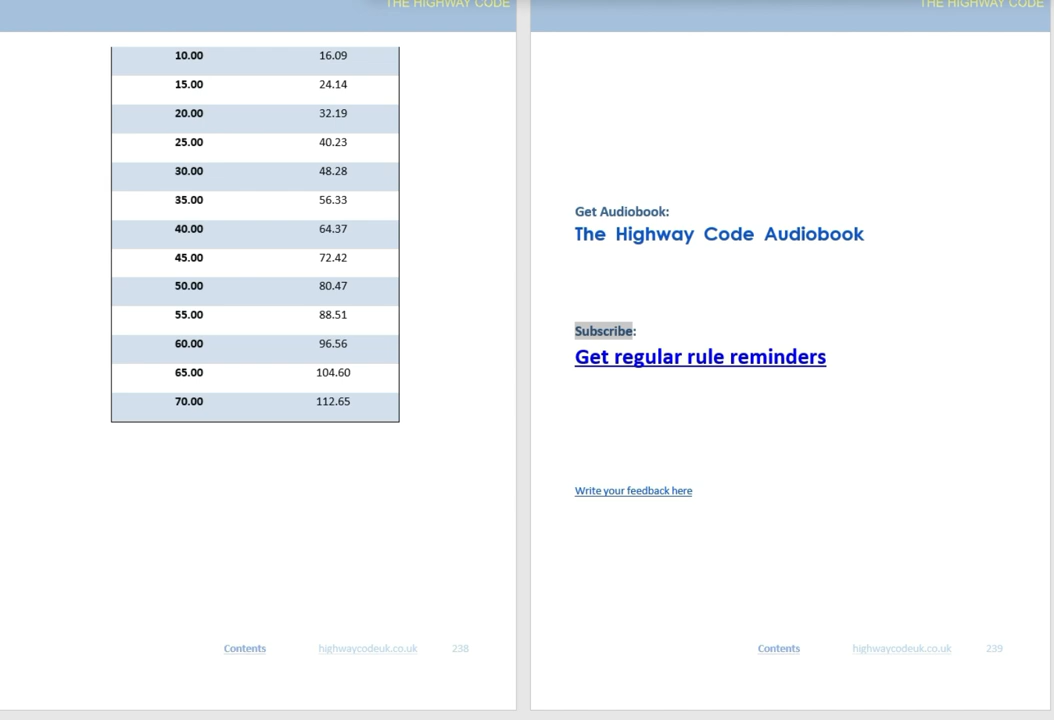 THE HIGHWAY CODE
10.00 16.09
15.00 24.14
20.00 32.19
25.00 40.23
30.00 48.28
35.00 56.33
40.00 64.37
45.00 72.42
50.00 80.47
55.00 88.51
60.00 96.56
65.00 104.60
70.00 112.65
Contents highwaycodeuk.co.uk 238
THE HIGHWAY CODE
Get Audiobook:
The Highway Code Audiobook
Subscribe:
Get regular rule reminders
Write your feedback here
Contents highwaycodeuk.co.uk 239